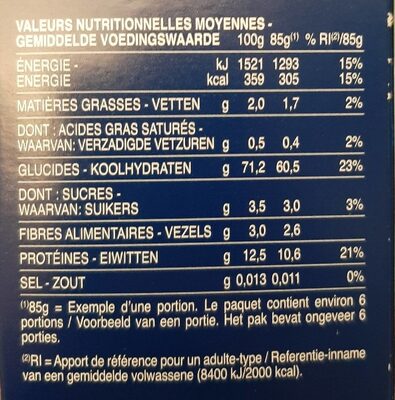 VALEURS NUTRITIONNELLES MOYENNES -
GEMIDDELDE VOEDINGSWAARDE 100g 85g(1) % RI(2)/85g
ÉNERGIE - kJ 1521 1293 15%
ENERGIE kcal 359 305 15%
MATIÈRES GRASSES - VETTEN g 2,0 1,7 2%
DONT : ACIDES GRAS SATURÉS -
WAARVAN: VERZADIGDE VETZUREN g 0,5 0,4 2%
GLUCIDES - KOOLHYDRATEN g 71,2 60,5 23%
DONT : SUCRES -
WAARVAN: SUIKERS g 3,5 3,0 3%
FIBRES ALIMENTAIRES - VEZELS g 3,0 2,6
PROTÉINES - EIWITTEN g 12,5 10,6 21%
SEL - ZOUT g 0,013 0,011 0%
(1)85g = Exemple d'une portion. Le paquet contient environ 6
portions / Voorbeeld van een portie. Het pak bevat ongeveer 6
porties.
(2)RI = Apport de référence pour un adulte-type / Referentie-inname
van een gemiddelde volwassene (8400 kJ/2000 kcal).